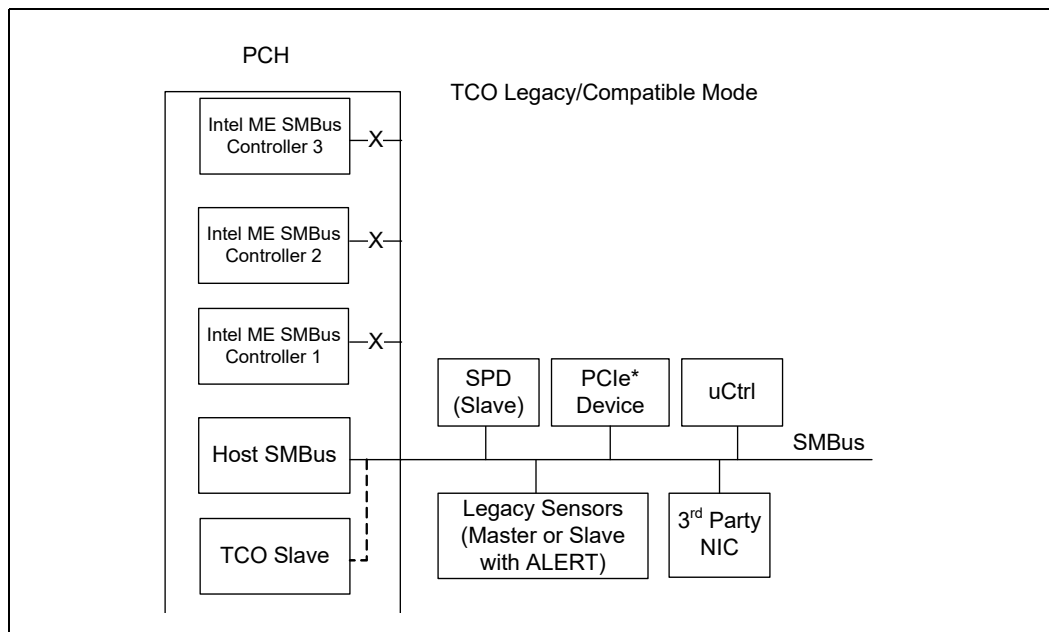 PCH
TCO Legacy/Compatible Mode
Intel ME SMBus
Controller 3
X
Intel ME SMBus
Controller 2
X
Intel ME SMBus
Controller 1
X
SPD
(Slave)
PCIe*
Device
uCtrl
Host SMBus
SMBus
Legacy Sensors
(Master or Slave
with ALERT)
3rd Party
NIC
TCO Slave